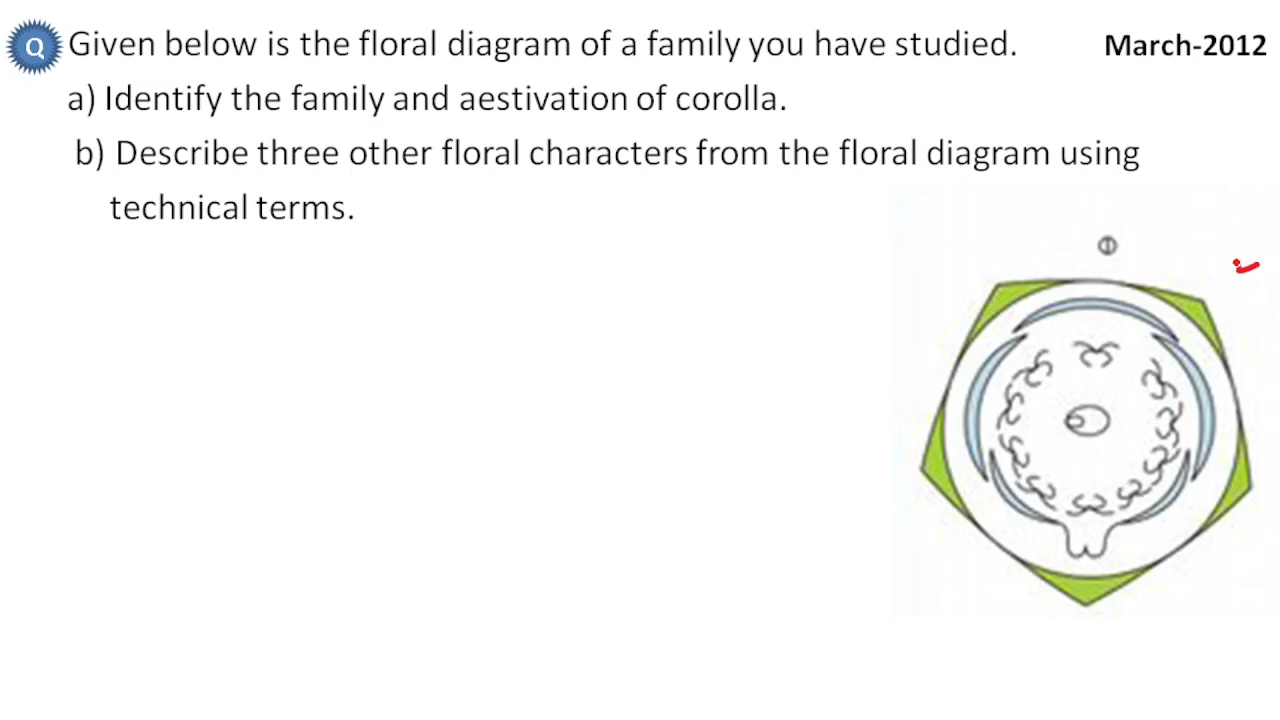 Q Given below is the floral diagram of a family you have studied. March-2012
a) Identify the family and aestivation of corolla.
b) Describe three other floral characters from the floral diagram using
technical terms.